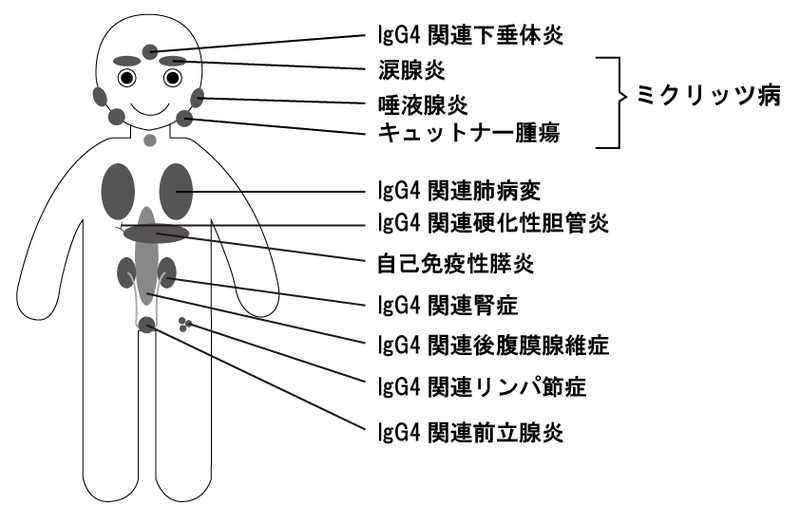 IgG4 関連下垂体炎
涙腺炎
唾液腺炎
キュットナー腫瘍
ミクリッツ病
IgG4 関連肺病変
IgG4 関連硬化性胆管炎
自己免疫性膵炎
IgG4 関連腎症
IgG4 関連後腹膜腺維症
IgG4 関連リンパ節症
IgG4 関連前立腺炎